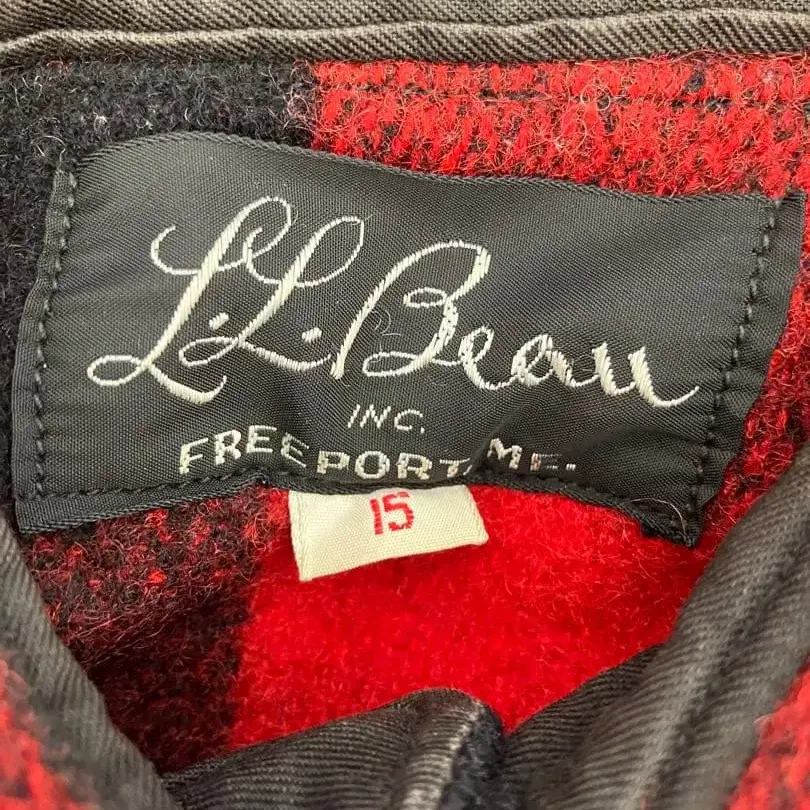 L.L.Bean
INC.
FREEPORT, ME.
15